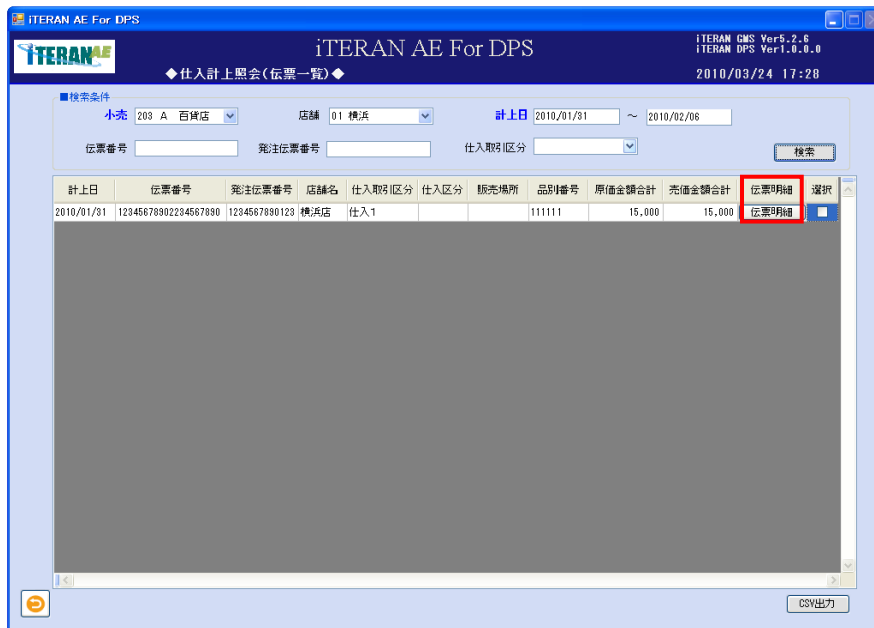 iTERAN AE For DPS
iTERAN AE
iTERAN AE For DPS
iTERAN GMS Ver5.2.6
iTERAN DPS Ver1.0.0.0
◆仕入計上照会(伝票一覧)◆
2010/03/24 17:28
■検索条件
小売 203 A 百貨店 店舗 01 横浜 計上日 2010/01/31 ～ 2010/02/06
伝票番号 発注伝票番号 仕入取引区分
検索
計上日 伝票番号 発注伝票番号 店舗名 仕入取引区分 仕入区分 販売場所 品別番号 原価金額合計 売価金額合計 伝票明細 選択
2010/01/31 12345678902234567890 1234567890123 横浜店 仕入1 111111 15,000 15,000 伝票明細
CSV出力